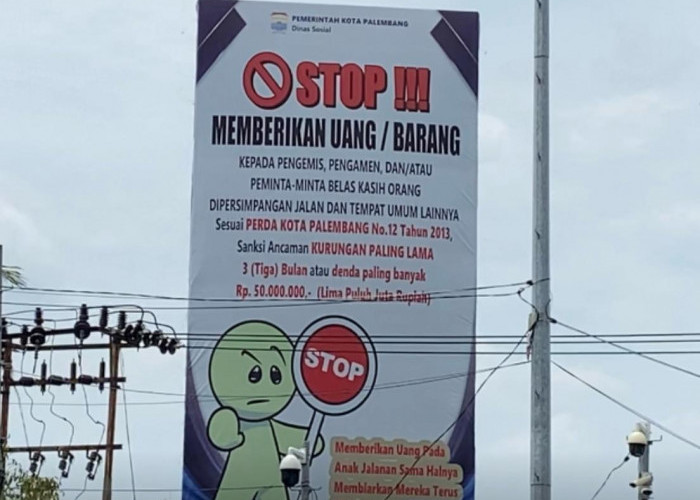 PEMERINTAH KOTA PALEMBANG
Dinas Sosial
STOP !!!
MEMBERIKAN UANG / BARANG
KEPADA PENGEMIS, PENGAMEN, DAN/ATAU
PEMINTA-MINTA BELAS KASIH ORANG
DIPERSIMPANGAN JALAN DAN TEMPAT UMUM LAINNYA
Sesuai PERDA KOTA PALEMBANG No.12 Tahun 2013,
Sanksi Ancaman KURUNGAN PALING LAMA
3 (Tiga) Bulan atau denda paling banyak
Rp. 50.000.000,- (Lima Puluh Juta Rupiah)
STOP
Memberikan Uang Pada
Anak Jalanan Sama Halnya
Membiarkan Mereka Terus